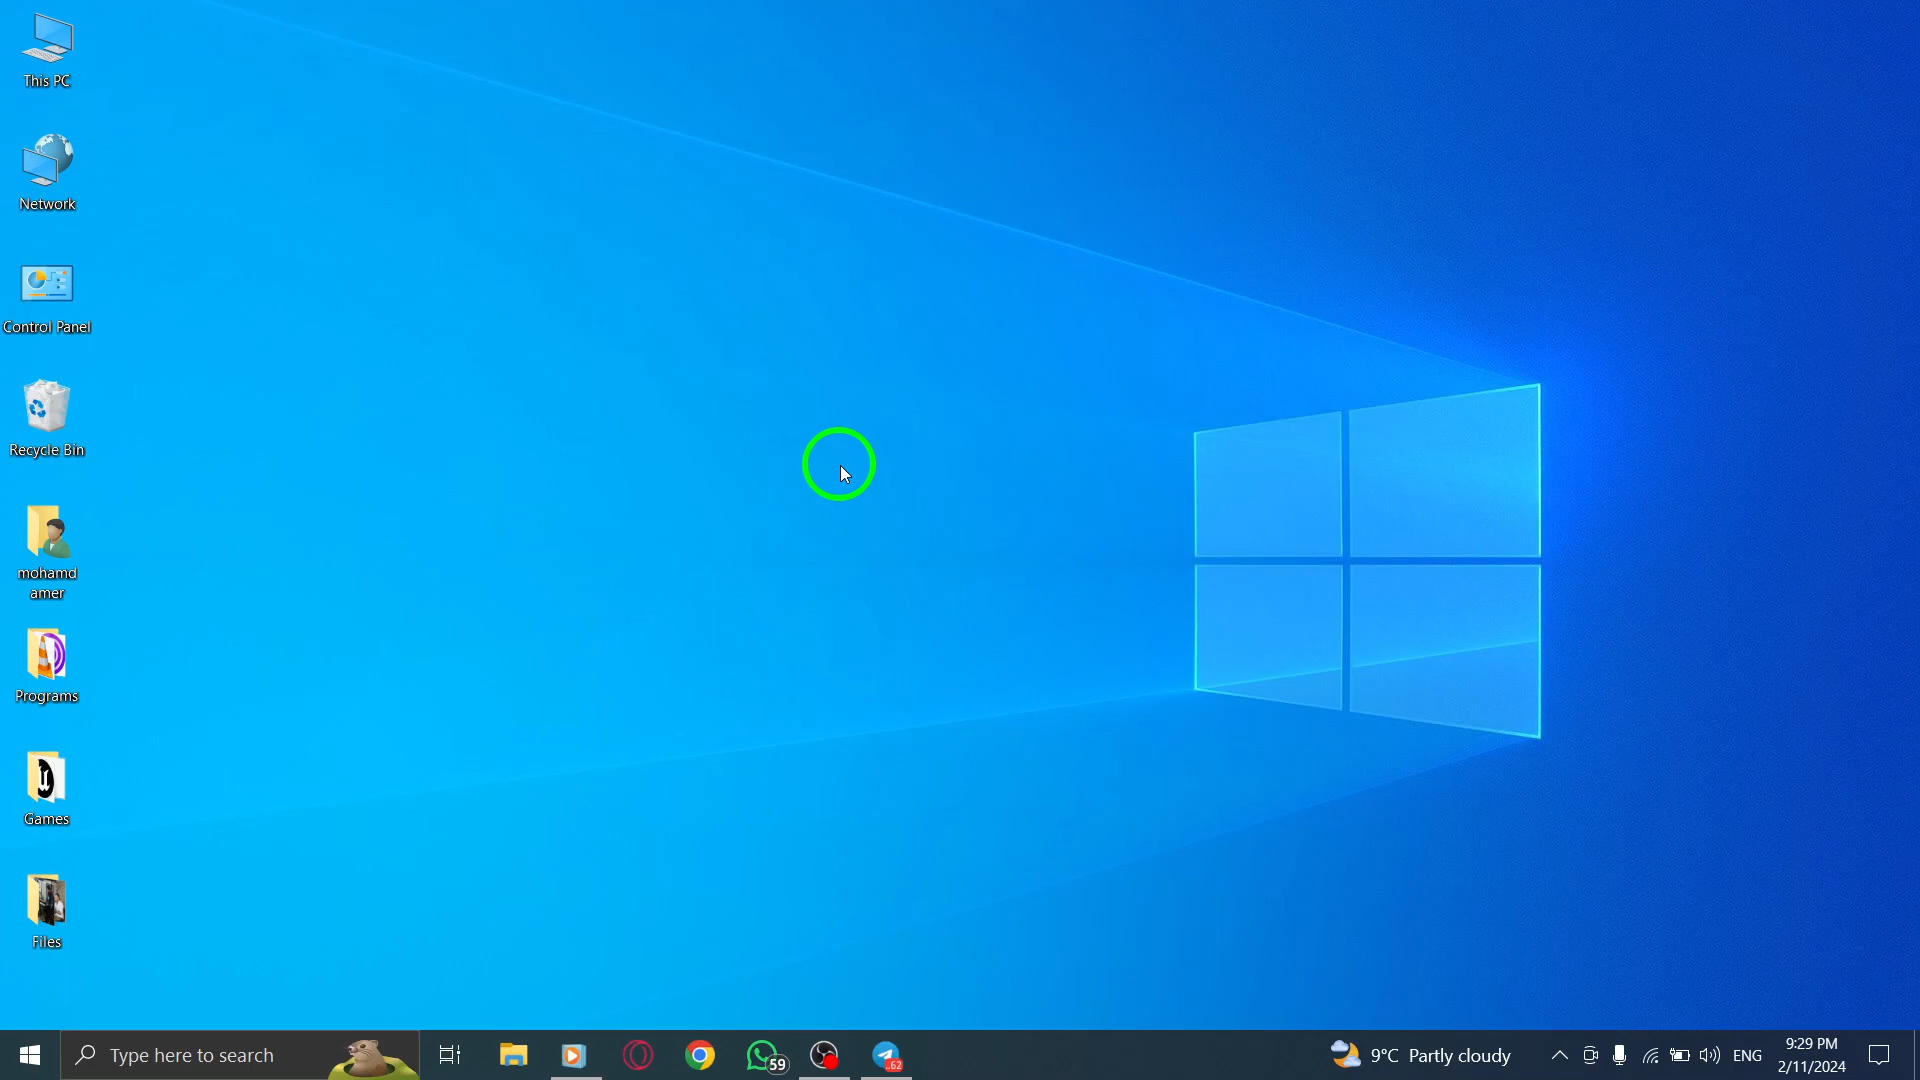 This PC
Network
Control Panel
Recycle Bin
mohamd
amer
Programs
Games
Files
Type here to search
59
.62
9°C Partly cloudy
ENG
9:29 PM
2/11/2024